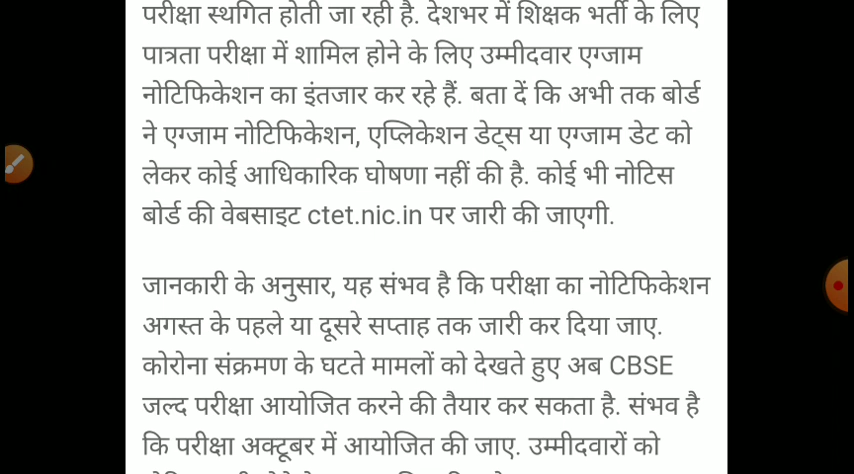 परीक्षा स्थगित होती जा रही है. देशभर में शिक्षक भर्ती के लिए
पात्रता परीक्षा में शामिल होने के लिए उम्मीदवार एग्जाम
नोटिफिकेशन का इंतजार कर रहे हैं. बता दें कि अभी तक बोर्ड
ने एग्जाम नोटिफिकेशन, एप्लिकेशन डेट्स या एग्जाम डेट को
लेकर कोई आधिकारिक घोषणा नहीं की है. कोई भी नोटिस
बोर्ड की वेबसाइट ctet.nic.in पर जारी की जाएगी.
जानकारी के अनुसार, यह संभव है कि परीक्षा का नोटिफिकेशन
अगस्त के पहले या दूसरे सप्ताह तक जारी कर दिया जाए.
कोरोना संक्रमण के घटते मामलों को देखते हुए अब CBSE
जल्द परीक्षा आयोजित करने की तैयार कर सकता है. संभव है
कि परीक्षा अक्टूबर में आयोजित की जाए. उम्मीदवारों को